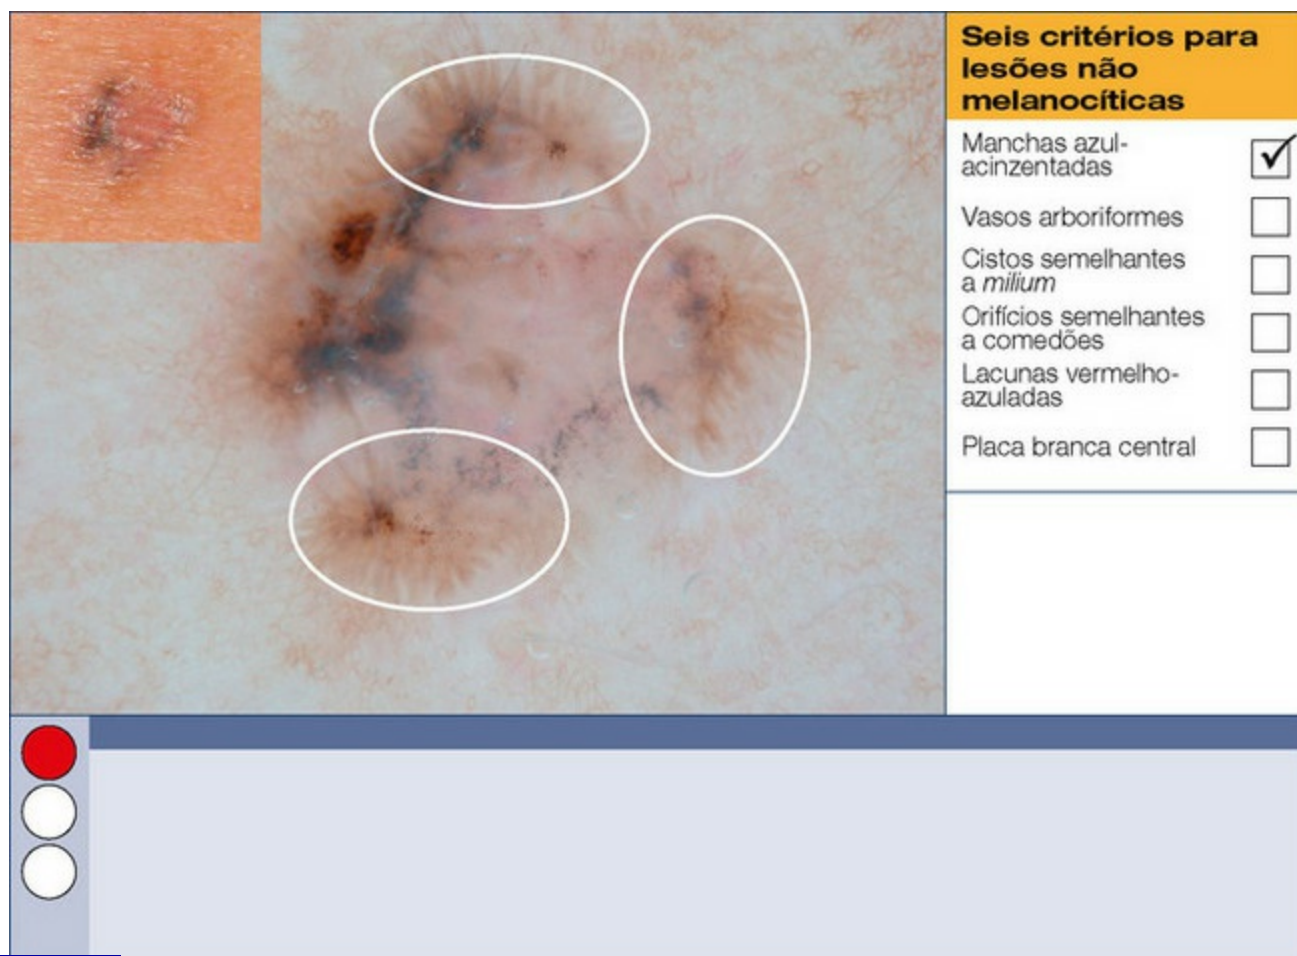 Seis critérios para
lesões não
melanocíticas
Manchas azul-
acinzentadas
Vasos arboriformes
Cistos semelhantes
a milium
Orifícios semelhantes
a comedões
Lacunas vermelho-
azuladas
Placa branca central